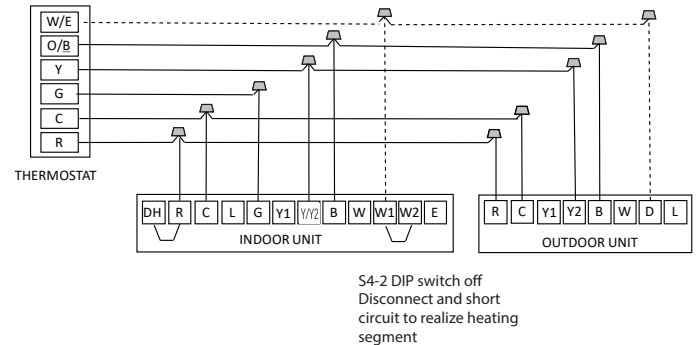 W/E
O/B
Y
G
C
R
THERMOSTAT
DH R C L G Y1 Y/Y2 B W W1 W2 E
INDOOR UNIT
R C Y1 Y2 B W D L
OUTDOOR UNIT
S4-2 DIP switch off
Disconnect and short
circuit to realize heating
segment